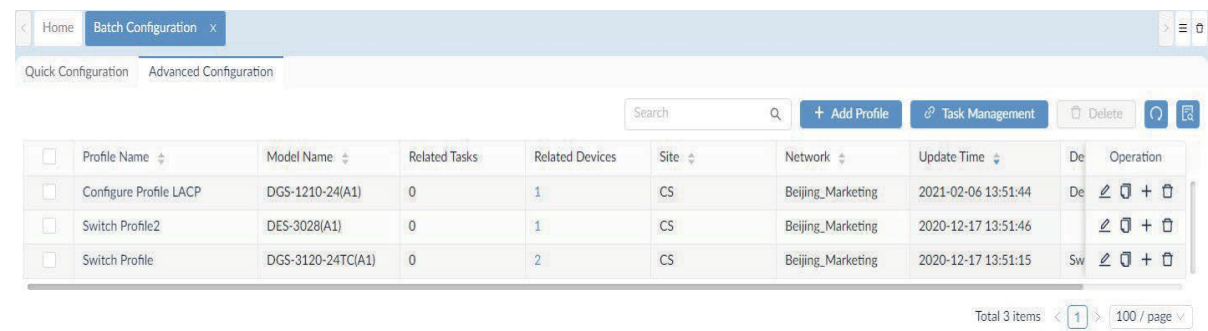 Home Batch Configuration x
Quick Configuration Advanced Configuration
Search + Add Profile Task Management Delete
Profile Name Model Name Related Tasks Related Devices Site Network Update Time De Operation
Configure Profile LACP DGS-1210-24(A1) 0 1 CS Beijing_Marketing 2021-02-06 13:51:44 De
Switch Profile2 DES-3028(A1) 0 1 CS Beijing_Marketing 2020-12-17 13:51:46
Switch Profile DGS-3120-24TC(A1) 0 2 CS Beijing_Marketing 2020-12-17 13:51:15 Sw
Total 3 items < 1 > 100 / page